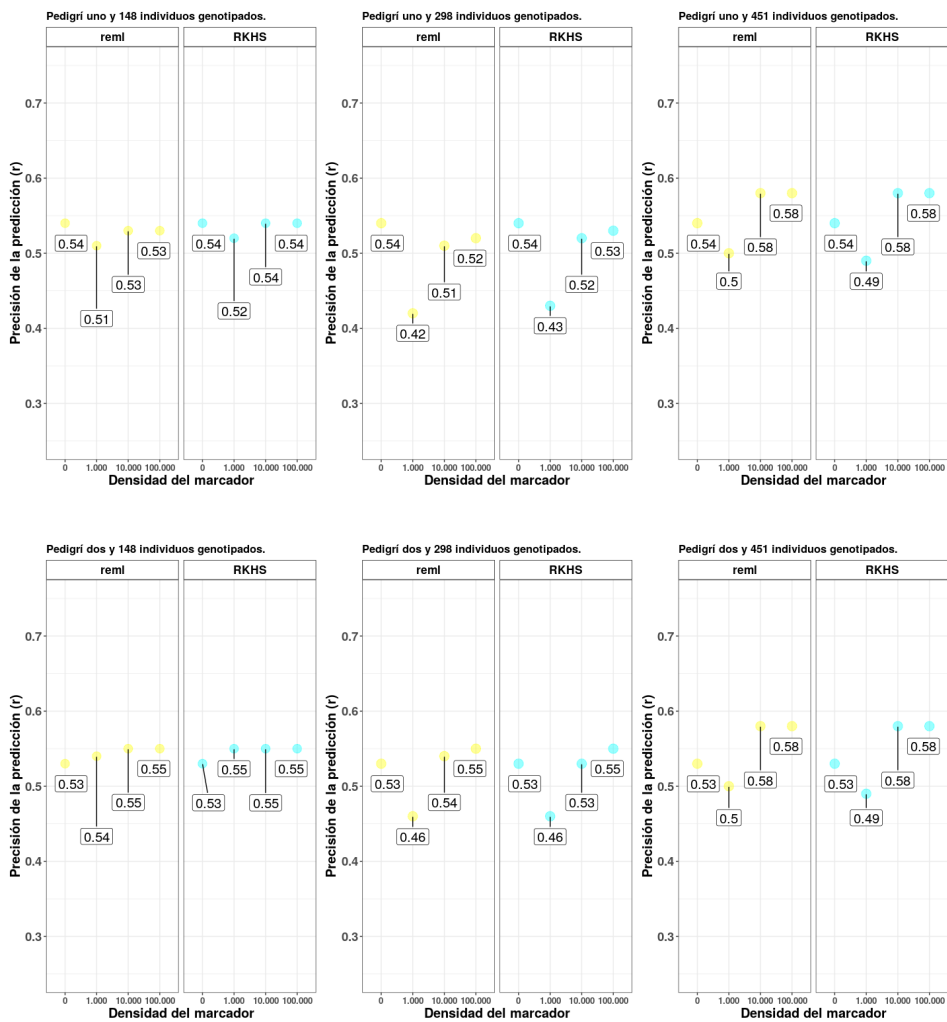 Pedigrí uno y 148 individuos genotipados.
reml RKHS
Precisión de la predicción (r)
0.7
0.6
0.5
0.4
0.3
0.54 0.51 0.53 0.53
0.54 0.52 0.54 0.54
0 1.000 10.000 100.000 0 1.000 10.000 100.000
Densidad del marcador
Pedigrí uno y 298 individuos genotipados.
reml RKHS
Precisión de la predicción (r)
0.7
0.6
0.5
0.4
0.3
0.54 0.42 0.51 0.52
0.54 0.43 0.52 0.53
0 1.000 10.000 100.000 0 1.000 10.000 100.000
Densidad del marcador
Pedigrí uno y 451 individuos genotipados.
reml RKHS
Precisión de la predicción (r)
0.7
0.6
0.5
0.4
0.3
0.54 0.5 0.58 0.58
0.54 0.49 0.58 0.58
0 1.000 10.000 100.000 0 1.000 10.000 100.000
Densidad del marcador
Pedigrí dos y 148 individuos genotipados.
reml RKHS
Precisión de la predicción (r)
0.7
0.6
0.5
0.4
0.3
0.53 0.54 0.55 0.55
0.53 0.55 0.55 0.55
0 1.000 10.000 100.000 0 1.000 10.000 100.000
Densidad del marcador
Pedigrí dos y 298 individuos genotipados.
reml RKHS
Precisión de la predicción (r)
0.7
0.6
0.5
0.4
0.3
0.53 0.46 0.54 0.55
0.53 0.46 0.53 0.55
0 1.000 10.000 100.000 0 1.000 10.000 100.000
Densidad del marcador
Pedigrí dos y 451 individuos genotipados.
reml RKHS
Precisión de la predicción (r)
0.7
0.6
0.5
0.4
0.3
0.53 0.5 0.58 0.58
0.53 0.49 0.58 0.58
0 1.000 10.000 100.000 0 1.000 10.000 100.000
Densidad del marcador